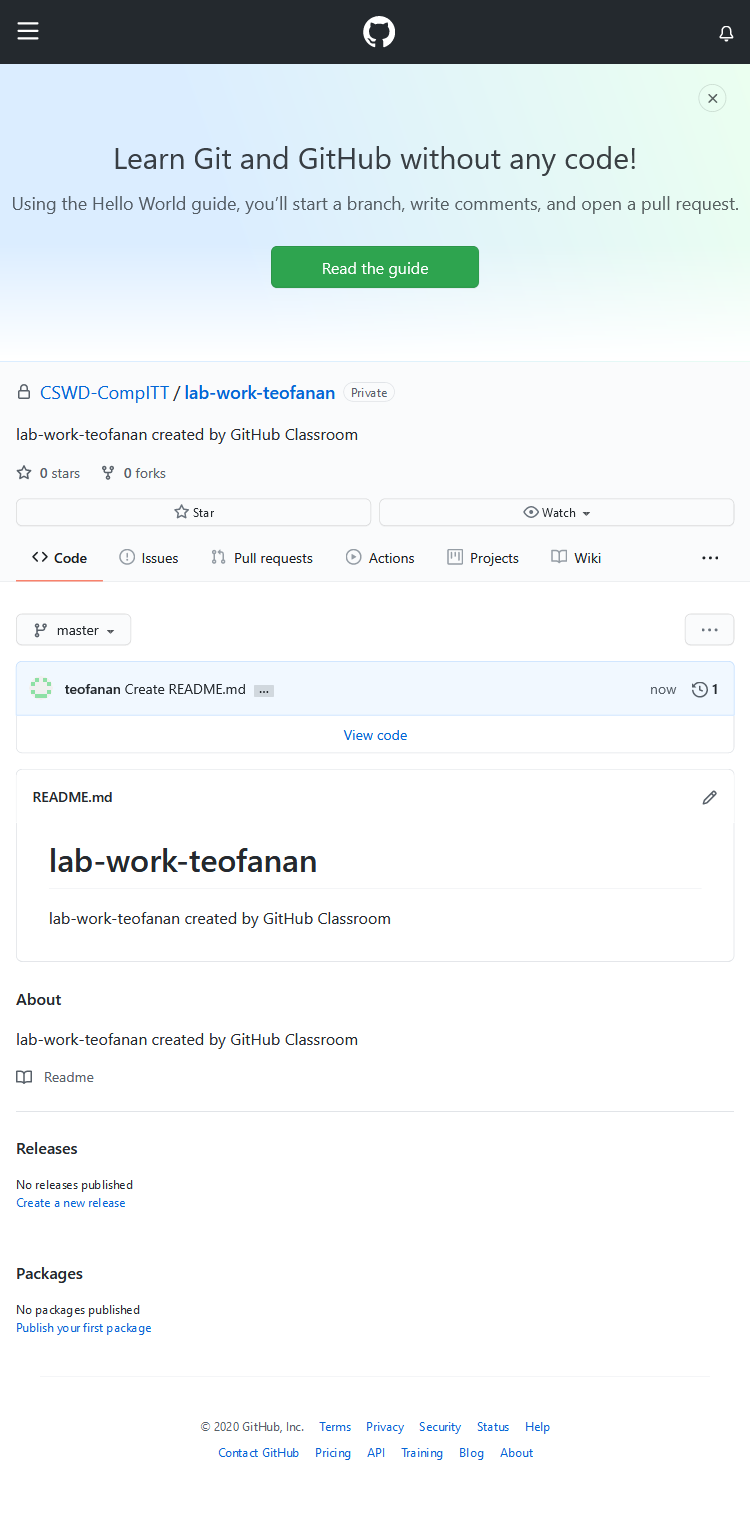 Learn Git and GitHub without any code!
Using the Hello World guide, you’ll start a branch, write comments, and open a pull request.
Read the guide
CSWD-CompITT / lab-work-teofanan Private
lab-work-teofanan created by GitHub Classroom
0 stars 0 forks
Star Watch
Code Issues Pull requests Actions Projects Wiki ...
master ...
teofanan Create README.md ... now 1
View code
README.md
lab-work-teofanan
lab-work-teofanan created by GitHub Classroom
About
lab-work-teofanan created by GitHub Classroom
Readme
Releases
No releases published
Create a new release
Packages
No packages published
Publish your first package
© 2020 GitHub, Inc. Terms Privacy Security Status Help
Contact GitHub Pricing API Training Blog About